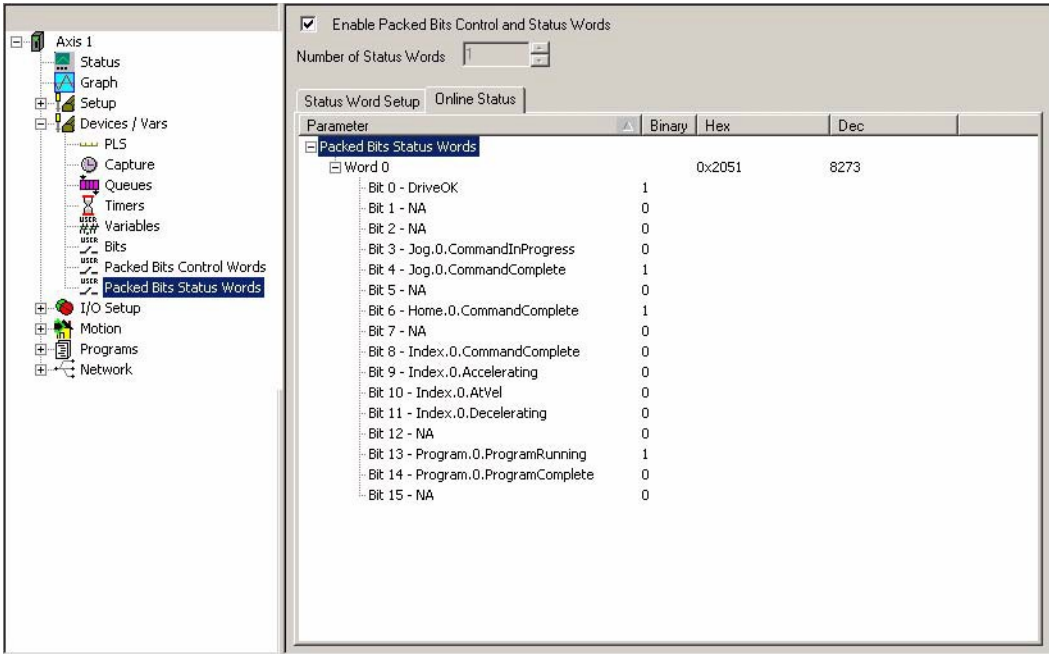 Axis 1
Status
Graph
Setup
Devices / Vars
PLS
Capture
Queues
Timers
Variables
Bits
Packed Bits Control Words
Packed Bits Status Words
I/O Setup
Motion
Programs
Network
Enable Packed Bits Control and Status Words
Number of Status Words 1
Status Word Setup Online Status
Parameter Binary Hex Dec
Packed Bits Status Words
Word 0 0x2051 8273
Bit 0 - DriveOK 1
Bit 1 - NA 0
Bit 2 - NA 0
Bit 3 - Jog.0.CommandInProgress 0
Bit 4 - Jog.0.CommandComplete 1
Bit 5 - NA 0
Bit 6 - Home.0.CommandComplete 1
Bit 7 - NA 0
Bit 8 - Index.0.CommandComplete 0
Bit 9 - Index.0.Accelerating 0
Bit 10 - Index.0.AtVel 0
Bit 11 - Index.0.Decelerating 0
Bit 12 - NA 0
Bit 13 - Program.0.ProgramRunning 1
Bit 14 - Program.0.ProgramComplete 0
Bit 15 - NA 0